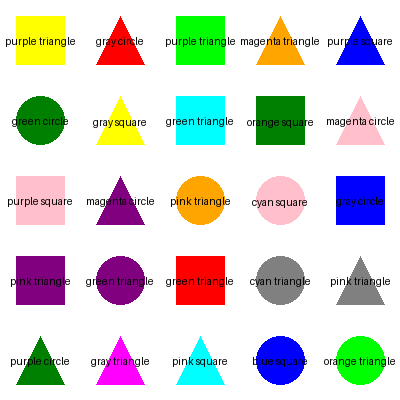 purple triangle gray circle purple triangle magenta triangle purple square
green circle gray square green triangle orange square magenta circle
purple square magenta circle pink triangle cyan square gray circle
pink triangle green triangle green triangle cyan triangle pink triangle
purple circle gray triangle pink square blue square orange triangle